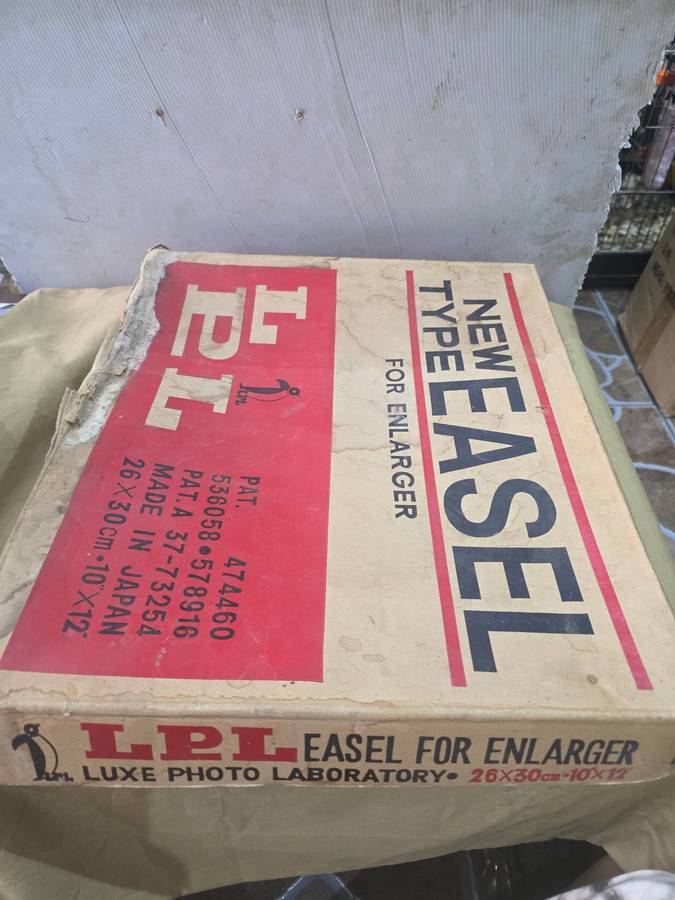 NEW
TYPE
EASEL
FOR ENLARGER
LPL
LPL
PAT. 474460
536058•578916
PAT.A 37-73254
MADE IN JAPAN
26×30cm•10"×12"
LPL EASEL FOR ENLARGER
LPL
LUXE PHOTO LABORATORY• 26×30cm•10"×12"